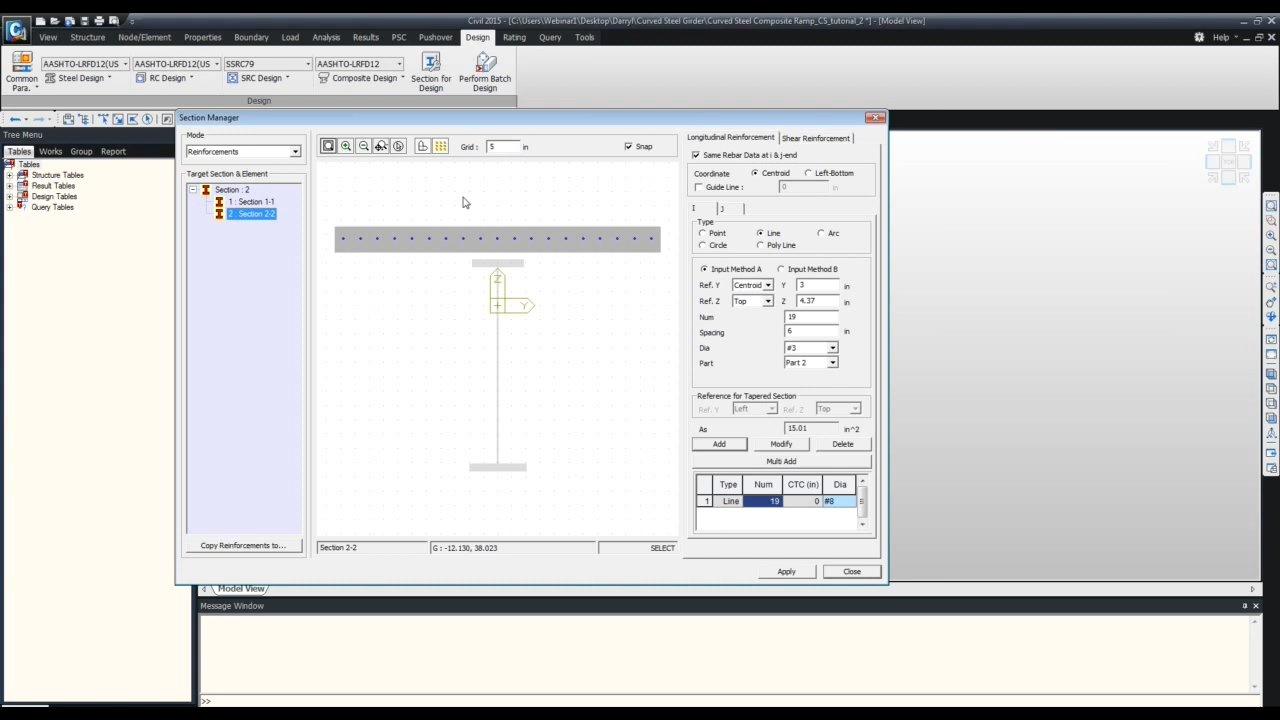 Civil 2015 - [C:\Users\Webinar1\Desktop\Darryl\Curved Steel Girder\Curved Steel Composite Ramp_CS_tutorial_2 *] - [Model View]
View Structure Node/Element Properties Boundary Load Analysis Results PSC Pushover Design Rating Query Tools Help
AASHTO-LRFD12(US AASHTO-LRFD12(US SSRC79 AASHTO-LRFD12
Common Para. Steel Design RC Design SRC Design Composite Design Section for Design Perform Batch Design
Design
Tree Menu
Tables Works Group Report
Tables
Structure Tables
Result Tables
Design Tables
Query Tables
Section Manager
Mode
Reinforcements
Target Section & Element
Section : 2
1 : Section 1-1
2 : Section 2-2
Copy Reinforcements to...
Grid : 5 in Snap
Z
Y
Section 2-2 G : -12.130, 38.023 SELECT
Longitudinal Reinforcement Shear Reinforcement
Same Rebar Data at i & j-end
Coordinate Centroid Left-Bottom
Guide Line : 0 in
I J
Type
Point Line Arc
Circle Poly Line
Input Method A Input Method B
Ref. Y Centroid Y 3 in
Ref. Z Top Z 4.37 in
Num 19
Spacing 6 in
Dia #3
Part Part 2
Reference for Tapered Section
Ref. Y Left Ref. Z Top
As 15.01 in^2
Add Modify Delete
Multi Add
Type Num CTC (in) Dia
1 Line 19 0 #8
Apply Close
Model View
Message Window
>>